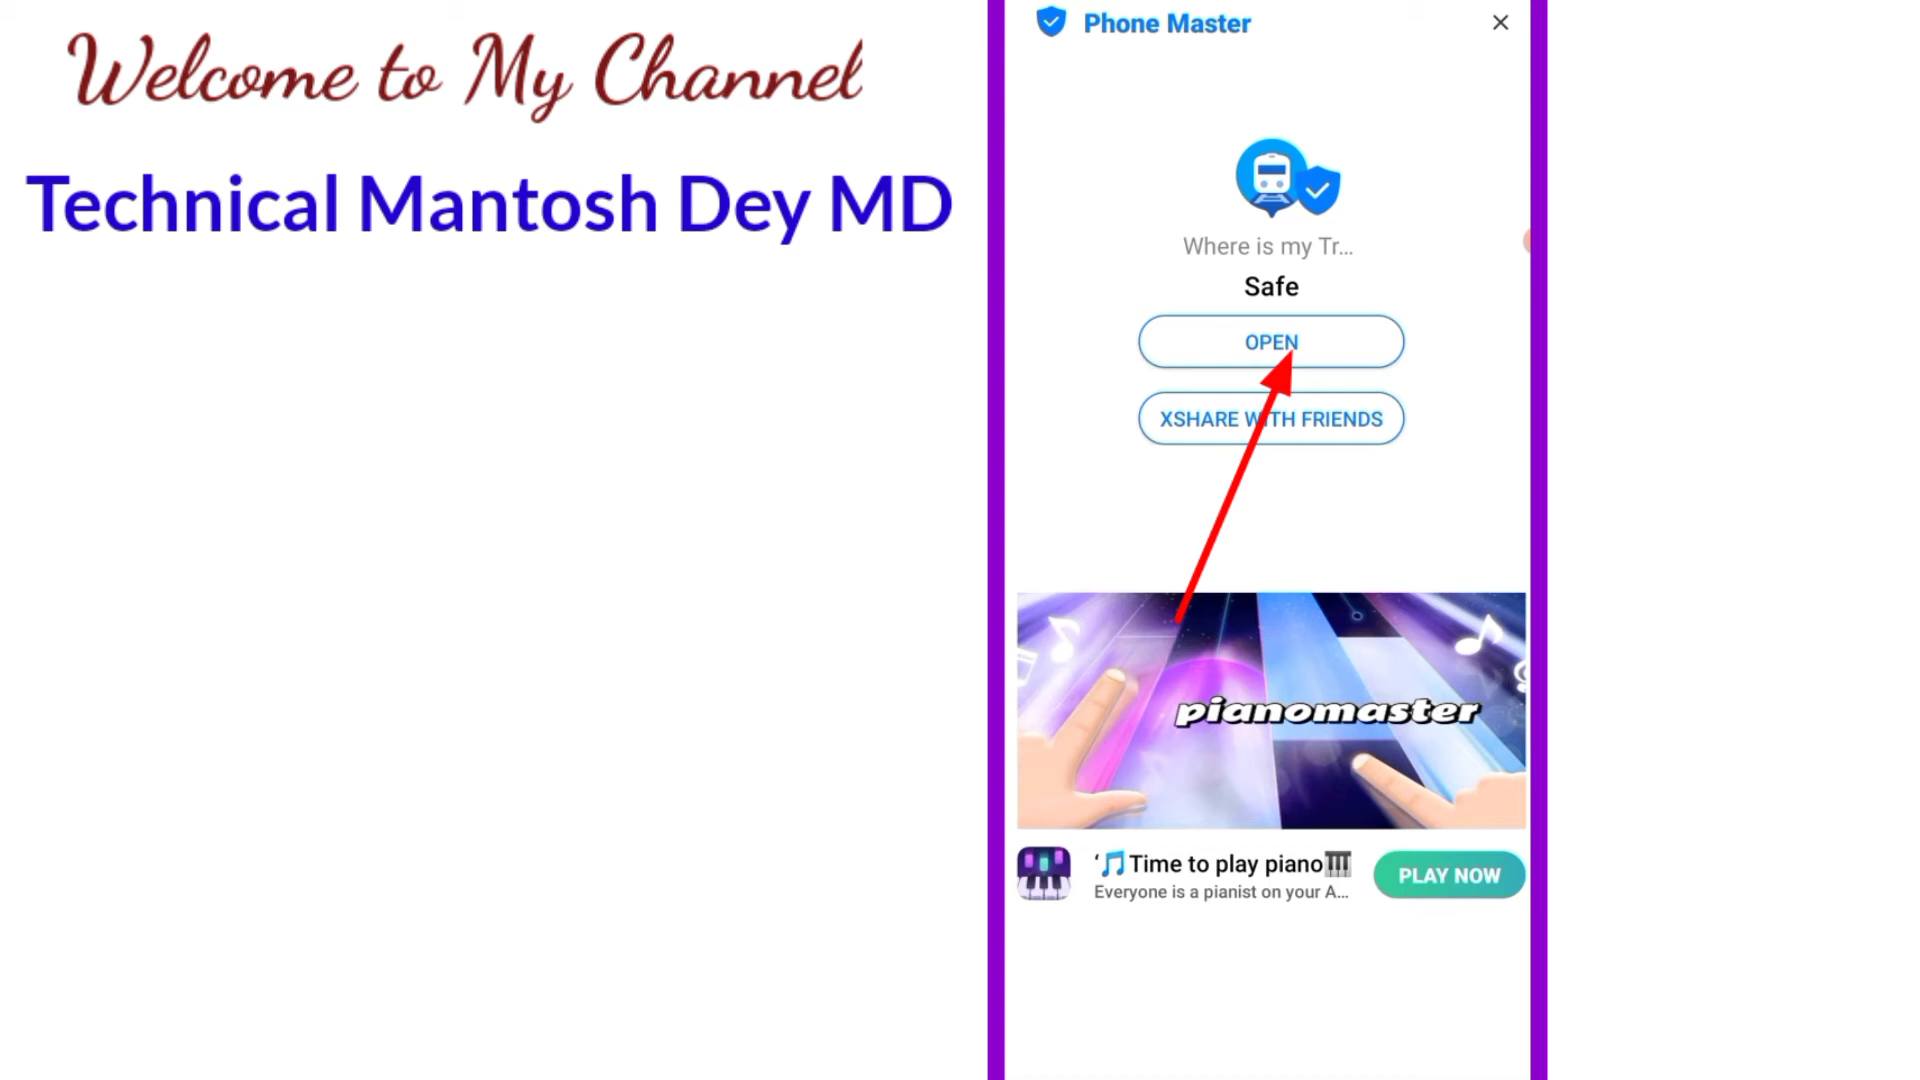 Welcome to My Channel
Technical Mantosh Dey MD
Phone Master
Where is my Tr...
Safe
OPEN
XSHARE WITH FRIENDS
pianomaster
‘🎵Time to play piano🎹
Everyone is a pianist on your A...
PLAY NOW